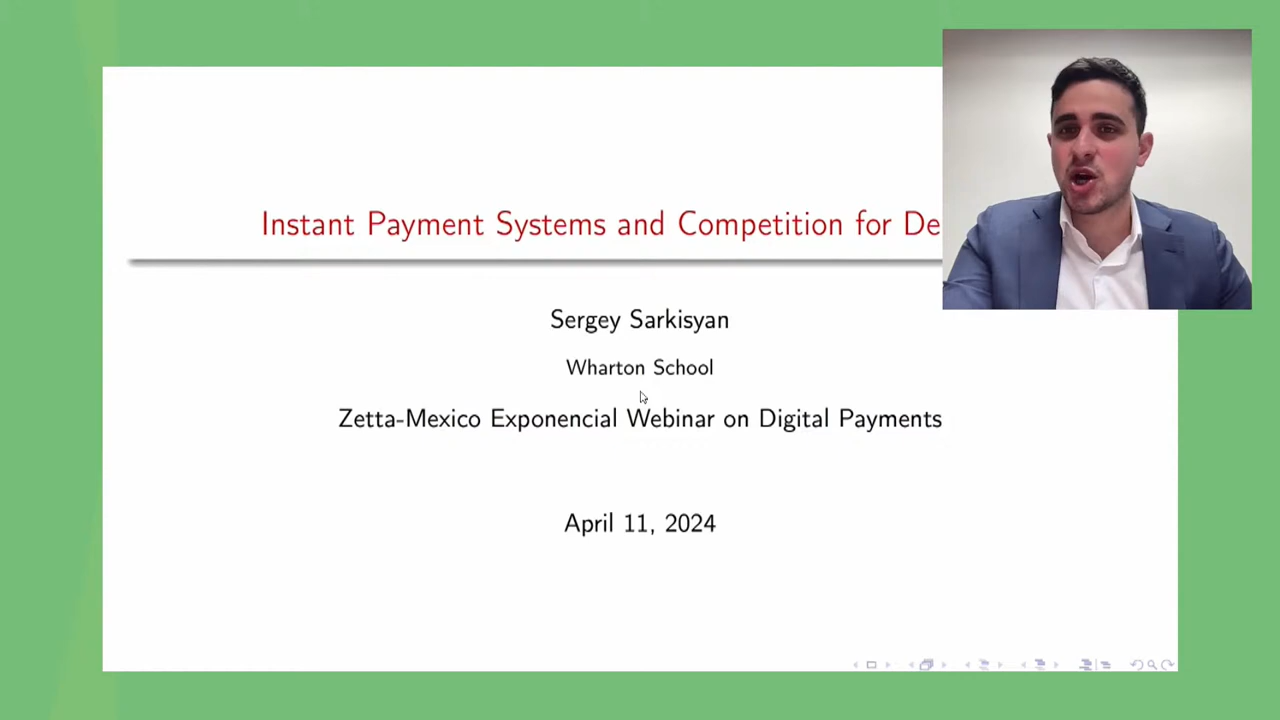 Instant Payment Systems and Competition for
Sergey Sarkisyan
Wharton School
Zetta-Mexico Exponencial Webinar on Digital Payments
April 11, 2024